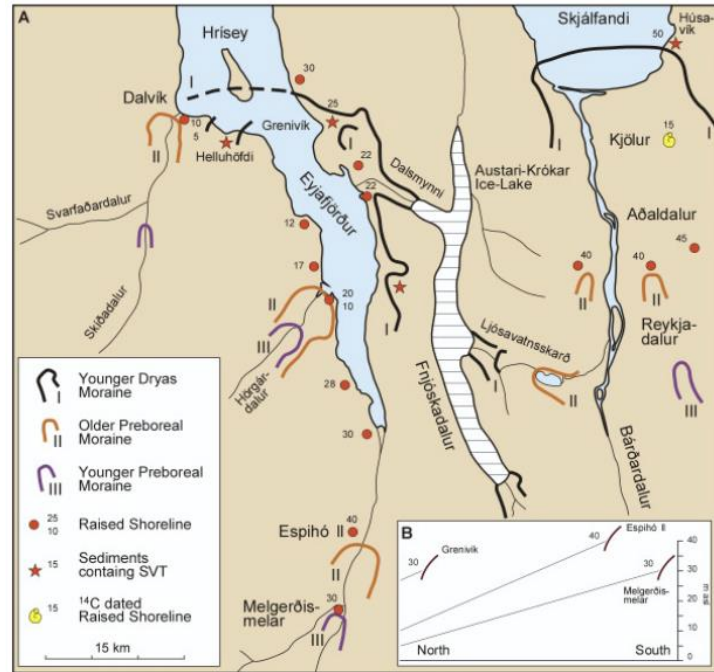 A
Hrísey
Skjálfandi
Húsa-
vík
50
30
I
Dalvík
25
10
5
Grenivík
I
I
I
Kjölur
15
II
Helluhöfdi
22
Dalsmynni
Austari-Krókar
Ice-Lake
Svarfaðardalur
Eyjafjörður
22
Aðaldalur
12
45
40
40
17
Skíðadalur
II
20
10
II
II
III
I
Ljósavatnsskarð
Reykja-
dalur
Hörgár-
dalur
28
Fnjóskadalur
I
II
III
30
Bárðardalur
Espihó II
40
II
Melgerðis-
melar
30
III
I
Younger Dryas
Moraine
II
Older Preboreal
Moraine
III
Younger Preboreal
Moraine
25
10
Raised Shoreline
15
Sediments
containg SVT
15
14C dated
Raised Shoreline
15 km
B
Espihó II
40
40
30
Grenivík
30
30
20
Melgerðis-
melar
10
0
m asl
North
South